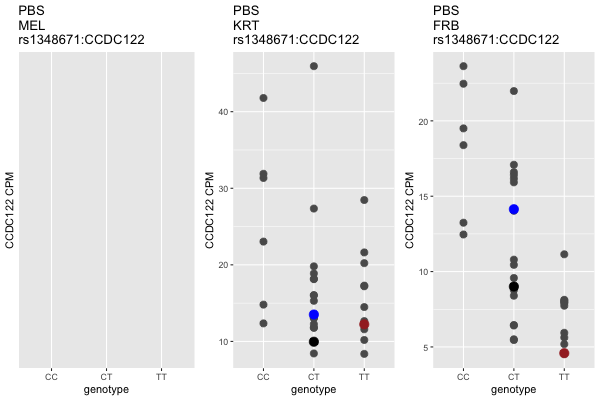 PBS
MEL
rs1348671:CCDC122
CCDC122 CPM
CC CT TT
genotype
PBS
KRT
rs1348671:CCDC122
CCDC122 CPM
40
30
20
10
CC CT TT
genotype
PBS
FRB
rs1348671:CCDC122
CCDC122 CPM
20
15
10
5
CC CT TT
genotype